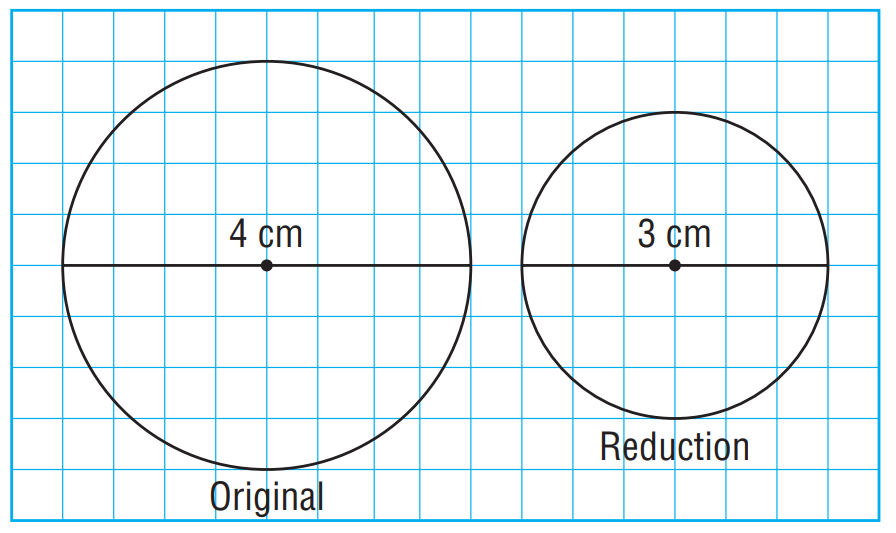 4 cm
Original
3 cm
Reduction